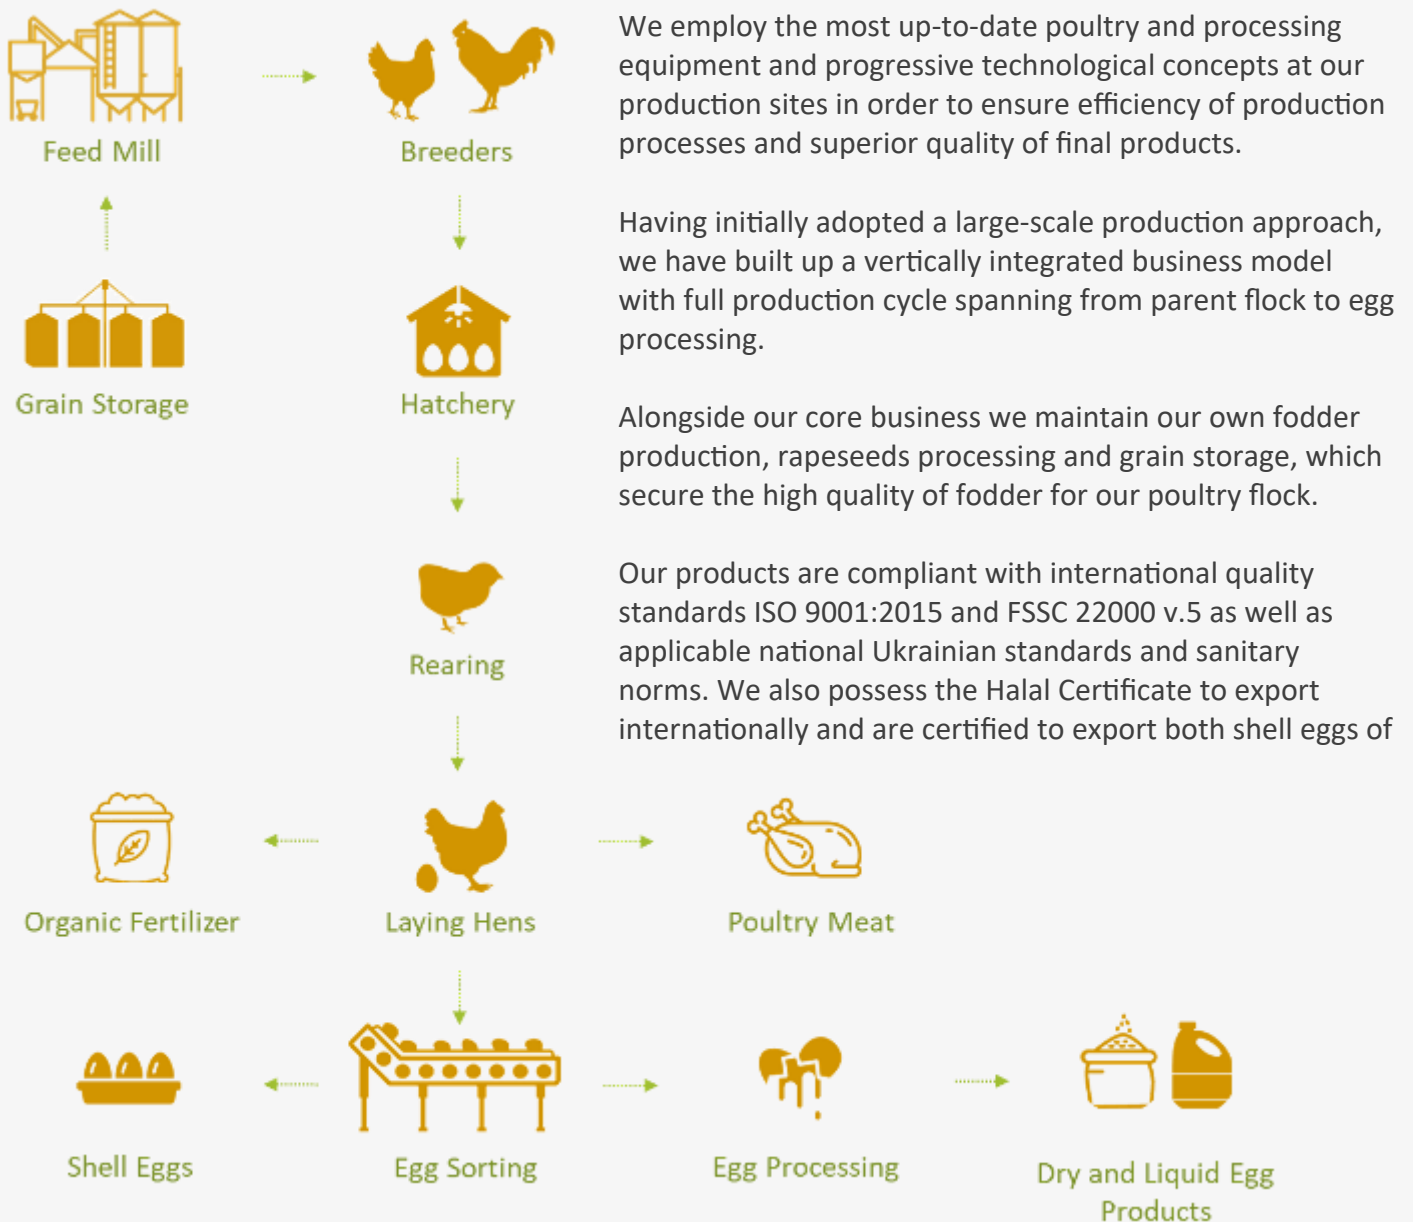 We employ the most up-to-date poultry and processing
equipment and progressive technological concepts at our
production sites in order to ensure efficiency of production
processes and superior quality of final products.
Having initially adopted a large-scale production approach,
we have built up a vertically integrated business model
with full production cycle spanning from parent flock to egg
processing.
Alongside our core business we maintain our own fodder
production, rapeseeds processing and grain storage, which
secure the high quality of fodder for our poultry flock.
Our products are compliant with international quality
standards ISO 9001:2015 and FSSC 22000 v.5 as well as
applicable national Ukrainian standards and sanitary
norms. We also possess the Halal Certificate to export
internationally and are certified to export both shell eggs of
Feed Mill
Breeders
Grain Storage
Hatchery
Rearing
Organic Fertilizer
Laying Hens
Poultry Meat
Shell Eggs
Egg Sorting
Egg Processing
Dry and Liquid Egg
Products